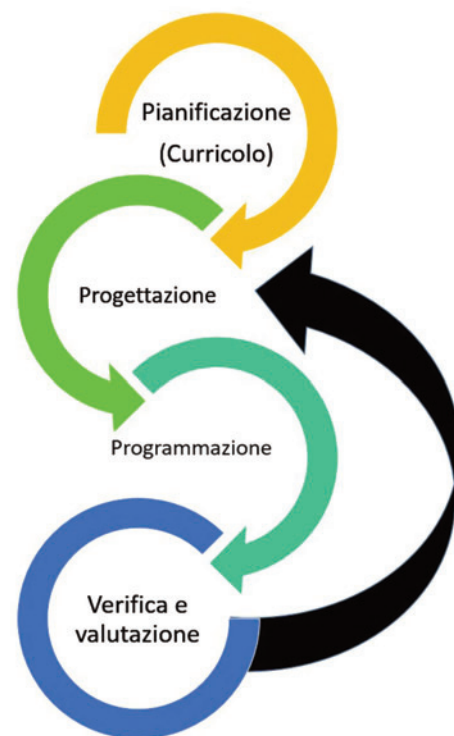 Pianificazione
(Curricolo)
Progettazione
Programmazione
Verifica e
valutazione